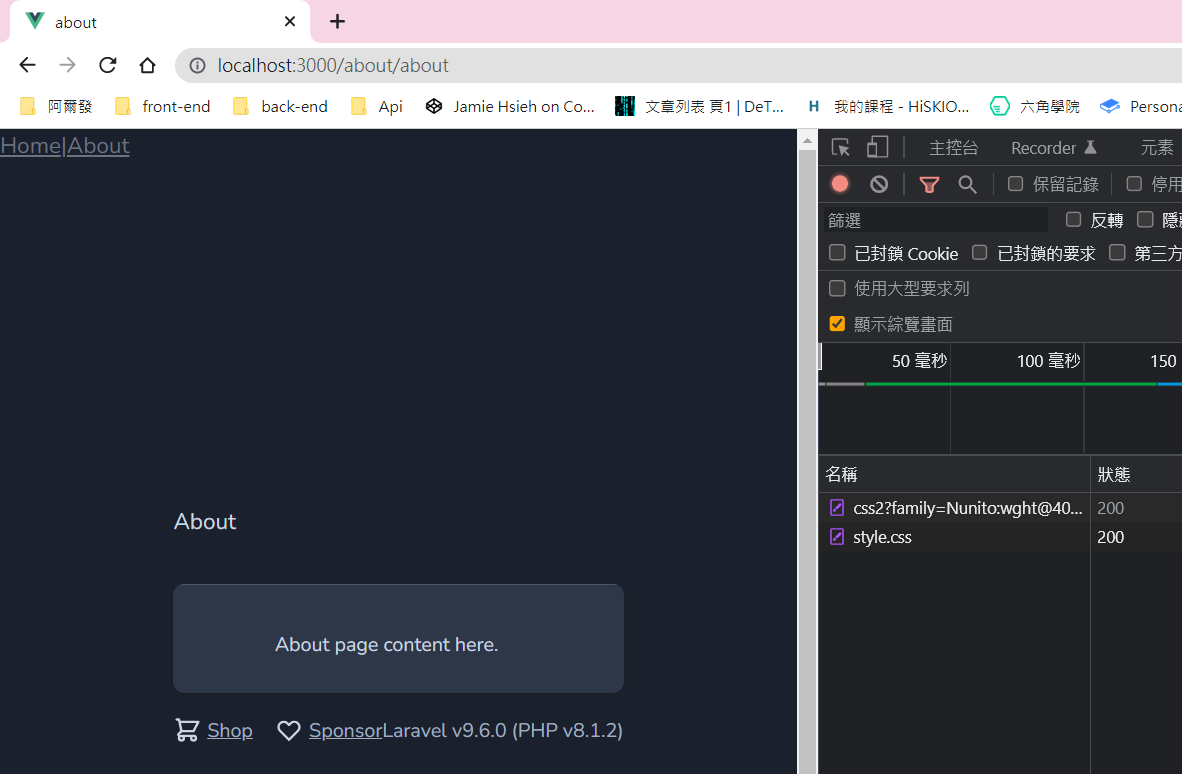 about
localhost:3000/about/about
阿爾發 front-end back-end Api Jamie Hsieh on Co... 文章列表 頁1 | DeT... H 我的課程 - HiSKIO... 六角學院 Persona
Home|About
主控台 Recorder 元素
保留記錄 停用
篩選 反轉 隱藏
已封鎖 Cookie 已封鎖的要求 第三方
使用大型要求列
顯示綜覽畫面
50 毫秒 100 毫秒 150
名稱 狀態
css2?family=Nunito:wght@40... 200
style.css 200
About
About page content here.
Shop SponsorLaravel v9.6.0 (PHP v8.1.2)